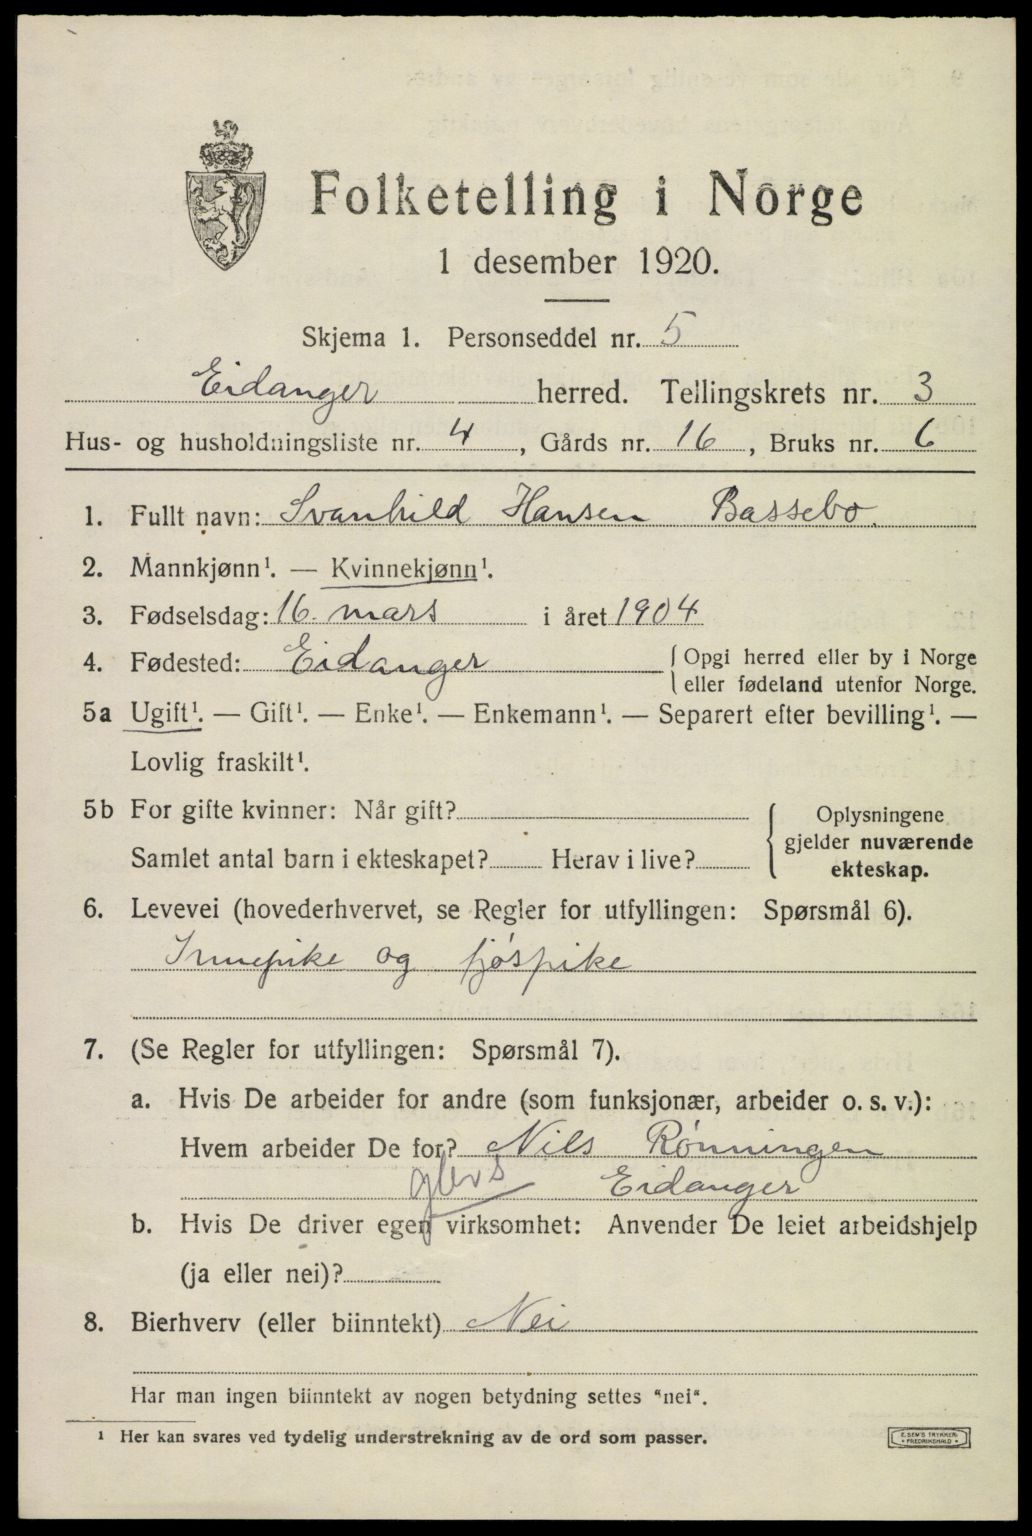 Folketelling i Norge
1 desember 1920.
Skjema 1. Personseddel nr. 5
Eidanger herred. Tellingskrets nr. 3
Hus- og husholdningsliste nr. 4, Gårds nr. 16, Bruks nr. 6
1. Fullt navn: Svanhild Hansen Bassebo.
2. Mannkjønn¹. — Kvinnekjønn¹.
3. Fødselsdag: 16. mars i året 1904
4. Fødested: Eidanger { Opgi herred eller by i Norge
eller fødeland utenfor Norge.
5a Ugift¹. — Gift¹. — Enke¹. — Enkemann¹. — Separert efter bevilling¹. —
Lovlig fraskilt¹.
5b For gifte kvinner: Når gift?
Samlet antal barn i ekteskapet? Herav i live?
{ Oplysningene
gjelder nuværende
ekteskap.
6. Levevei (hovederhvervet, se Regler for utfyllingen: Spørsmål 6).
Innepike og fjøspike
7. (Se Regler for utfyllingen: Spørsmål 7).
a. Hvis De arbeider for andre (som funksjonær, arbeider o. s. v.):
Hvem arbeider De for? Nils Rønningen
Eidanger
b. Hvis De driver egen virksomhet: Anvender De leiet arbeidshjelp
(ja eller nei)?
8. Bierhverv (eller biinntekt) Nei
Har man ingen biinntekt av nogen betydning settes "nei".
¹ Her kan svares ved tydelig understrekning av de ord som passer.
E. SEM'S TRYKKERI
• FREDRIKSHALD •